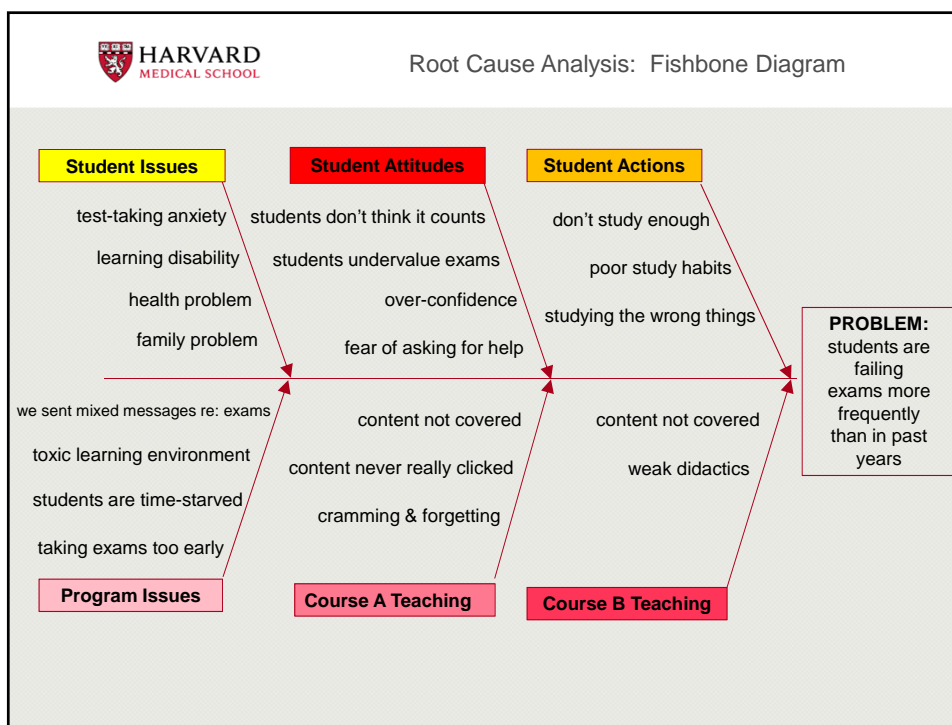 HARVARD
MEDICAL SCHOOL
Root Cause Analysis:  Fishbone Diagram
Student Issues
test-taking anxiety
learning disability
health problem
family problem
Student Attitudes
students don’t think it counts
students undervalue exams
over-confidence
fear of asking for help
Student Actions
don’t study enough
poor study habits
studying the wrong things
PROBLEM:
students are
failing
exams more
frequently
than in past
years
we sent mixed messages re: exams
toxic learning environment
students are time-starved
taking exams too early
Program Issues
content not covered
content never really clicked
cramming & forgetting
Course A Teaching
content not covered
weak didactics
Course B Teaching